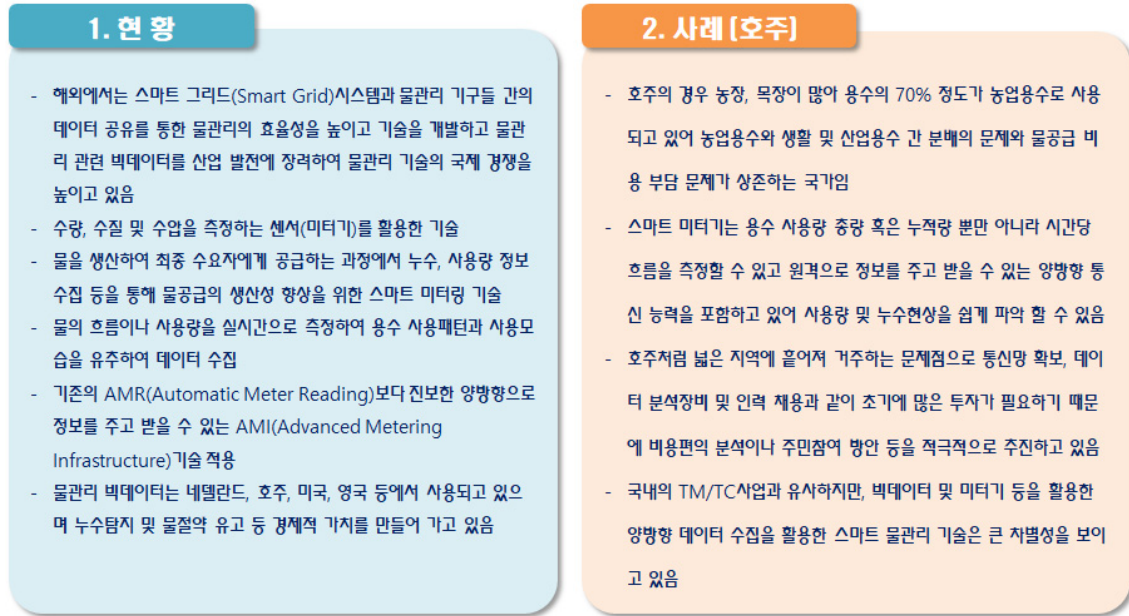 1. 현 황
- 해외에서는 스마트 그리드(Smart Grid)시스템과 물관리 기구들 간의
데이터 공유를 통한 물관리의 효율성을 높이고 기술을 개발하고 물관
리 관련 빅데이터를 산업 발전에 장려하여 물관리 기술의 국제 경쟁을
높이고 있음
- 수량, 수질 및 수압을 측정하는 센서(미터기)를 활용한 기술
- 물을 생산하여 최종 수요자에게 공급하는 과정에서 누수, 사용량 정보
수집 등을 통해 물공급의 생산성 향상을 위한 스마트 미터링 기술
- 물의 흐름이나 사용량을 실시간으로 측정하여 용수 사용패턴과 사용모
습을 유추하여 데이터 수집
- 기존의 AMR(Automatic Meter Reading)보다 진보한 양방향으로
정보를 주고 받을 수 있는 AMI(Advanced Metering
Infrastructure)기술 적용
- 물관리 빅데이터는 네델란드, 호주, 미국, 영국 등에서 사용되고 있으
며 누수탐지 및 물절약 유고 등 경제적 가치를 만들어 가고 있음
2. 사례 [호주]
- 호주의 경우 농장, 목장이 많아 용수의 70% 정도가 농업용수로 사용
되고 있어 농업용수와 생활 및 산업용수 간 분배의 문제와 물공급 비
용 부담 문제가 상존하는 국가임
- 스마트 미터기는 용수 사용량 총량 혹은 누적량 뿐만 아니라 시간당
흐름을 측정할 수 있고 원격으로 정보를 주고 받을 수 있는 양방향 통
신 능력을 포함하고 있어 사용량 및 누수현상을 쉽게 파악 할 수 있음
- 호주처럼 넓은 지역에 흩어져 거주하는 문제점으로 통신망 확보, 데이
터 분석장비 및 인력 채용과 같이 초기에 많은 투자가 필요하기 때문
에 비용편의 분석이나 주민참여 방안 등을 적극적으로 추진하고 있음
- 국내의 TM/TC사업과 유사하지만, 빅데이터 및 미터기 등을 활용한
양방향 데이터 수집을 활용한 스마트 물관리 기술은 큰 차별성을 보이
고 있음